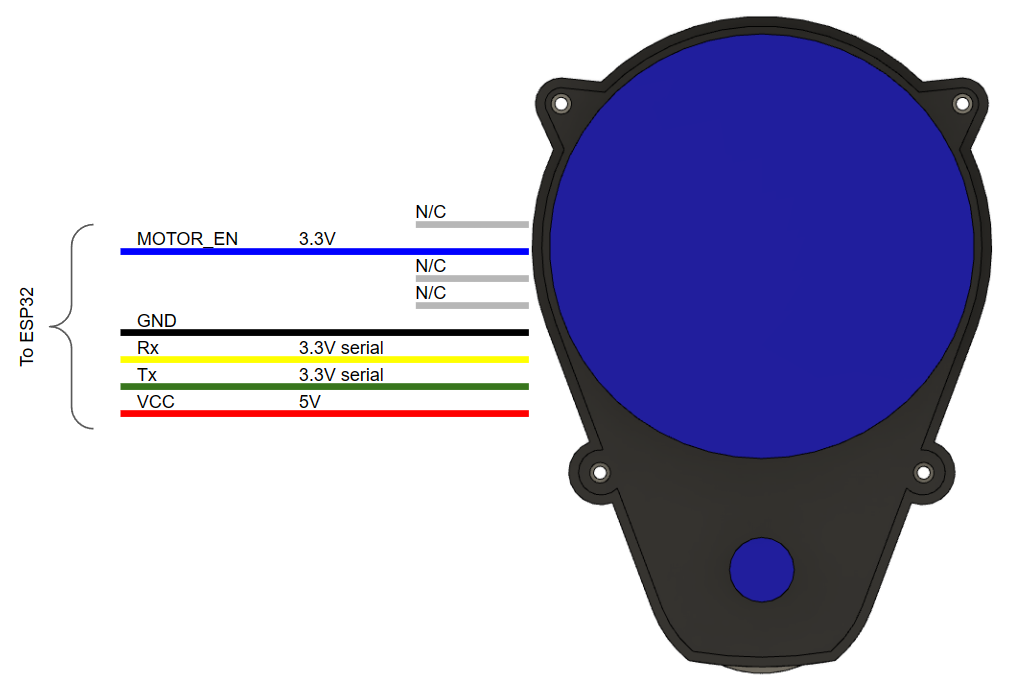 N/C
MOTOR_EN 3.3V
N/C
N/C
GND
Rx 3.3V serial
Tx 3.3V serial
VCC 5V
To ESP32